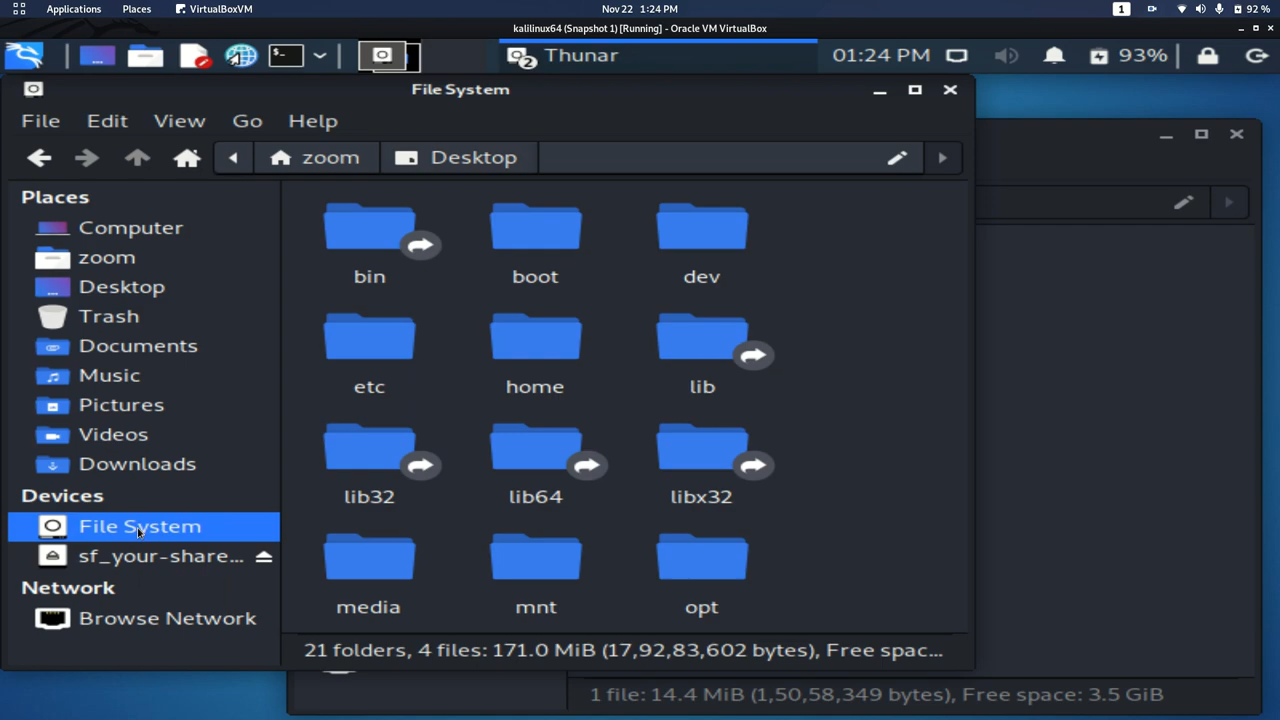 Applications Places VirtualBoxVM Nov 22 1:24 PM 1 92 %
kalilinux64 (Snapshot 1) [Running] - Oracle VM VirtualBox
$_ 2 Thunar 01:24 PM 93%
File System
File Edit View Go Help
zoom Desktop
Places
Computer
zoom
Desktop
Trash
Documents
Music
Pictures
Videos
Downloads
Devices
File System
sf_your-share...
Network
Browse Network
bin boot dev
etc home lib
lib32 lib64 libx32
media mnt opt
21 folders, 4 files: 171.0 MiB (17,92,83,602 bytes), Free spac...
1 file: 14.4 MiB (1,50,58,349 bytes), Free space: 3.5 GiB